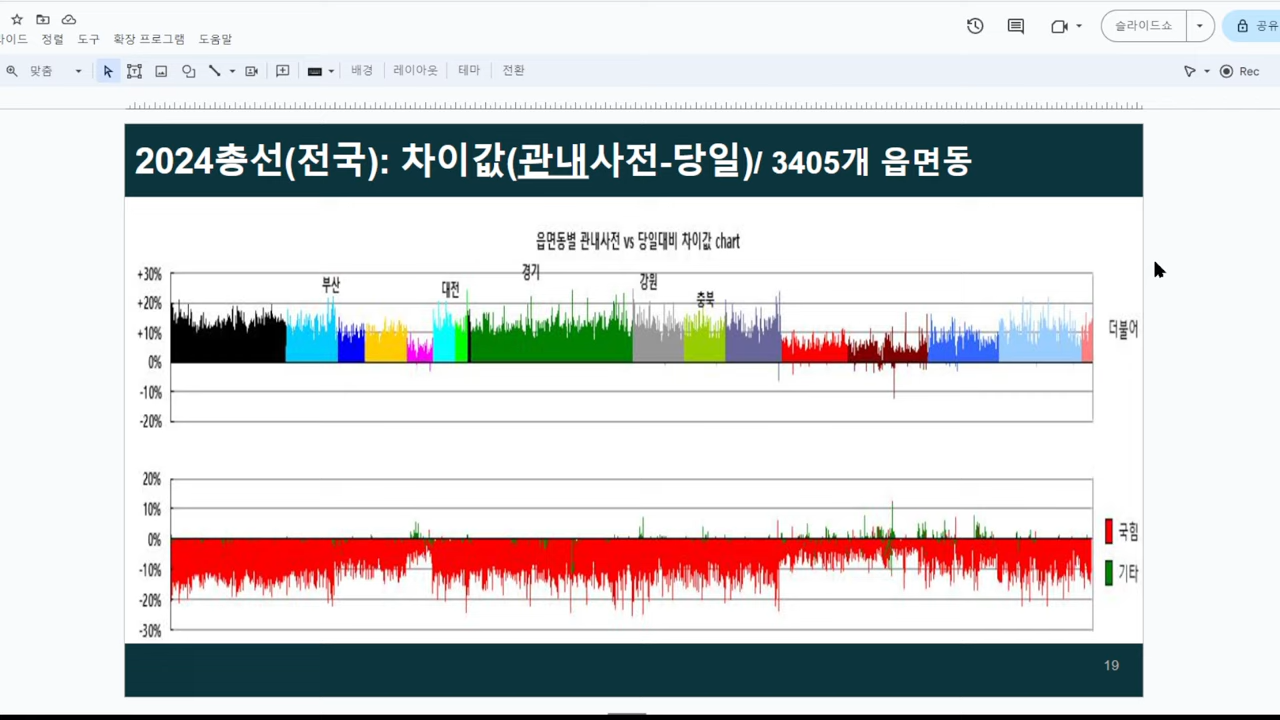 라이드 정렬 도구 확장 프로그램 도움말
슬라이드쇼
공유
맞춤
배경 레이아웃 테마 전환
Rec
2024총선(전국): 차이값(관내사전-당일)/ 3405개 읍면동
읍면동별 관내사전 vs 당일대비 차이값 chart
+30%
+20%
+10%
0%
-10%
-20%
부산
대전
경기
강원
충북
더불어
20%
10%
0%
-10%
-20%
-30%
국힘
기타
19